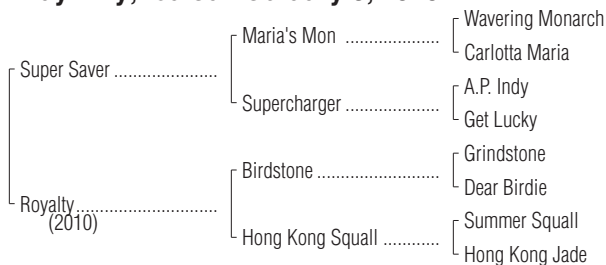 Wavering Monarch
Maria's Mon ....................
Carlotta Maria
Super Saver ......................
A.P. Indy
Supercharger ....................
Get Lucky
Grindstone
Birdstone ..........................
Dear Birdie
Royalty..............................
(2010)
Summer Squall
Hong Kong Squall ............
Hong Kong Jade